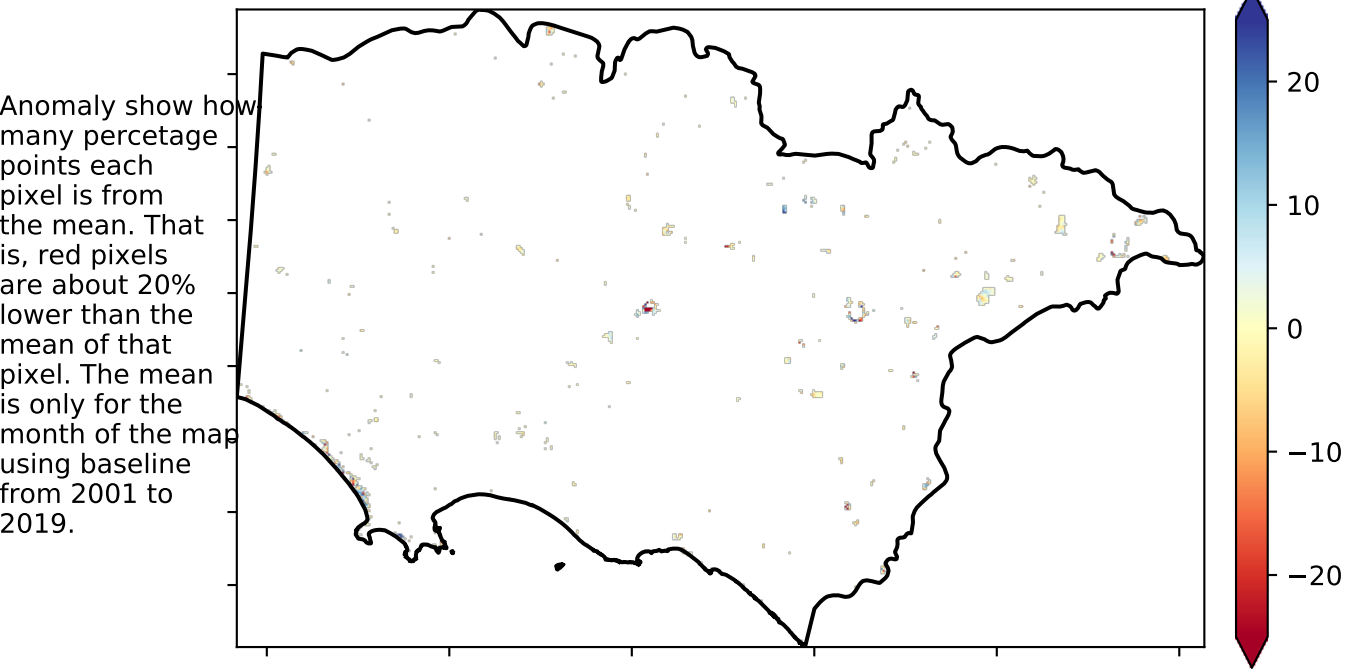 Anomaly show how
many percetage
points each
pixel is from
the mean. That
is, red pixels
are about 20%
lower than the
mean of that
pixel. The mean
is only for the
month of the map
using baseline
from 2001 to
2019.
20
10
0
−10
−20